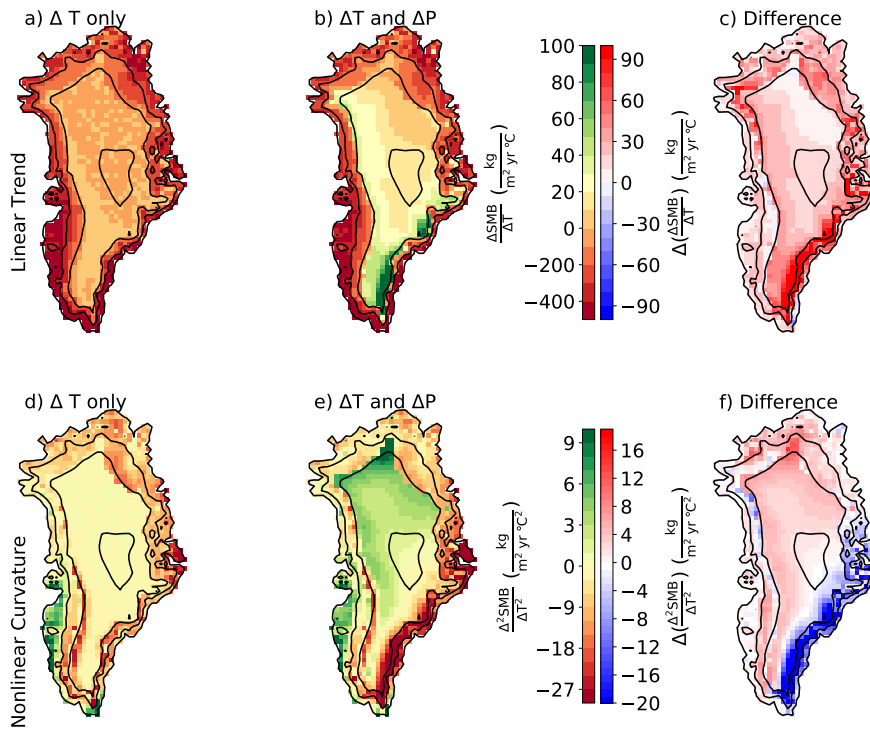 a) Δ T only
b) ΔT and ΔP
c) Difference
Linear Trend
100
80
60
40
20
0
−200
−400
ΔSMB/ΔT (kg/m² yr °C)
90
60
30
0
−30
−60
−90
Δ(ΔSMB/ΔT) (kg/m² yr °C)
d) Δ T only
e) ΔT and ΔP
f) Difference
Nonlinear Curvature
9
6
3
0
−9
−18
−27
Δ²SMB/ΔT² (kg/m² yr °C²)
16
12
8
4
0
−4
−8
−12
−16
−20
Δ(Δ²SMB/ΔT²) (kg/m² yr °C²)